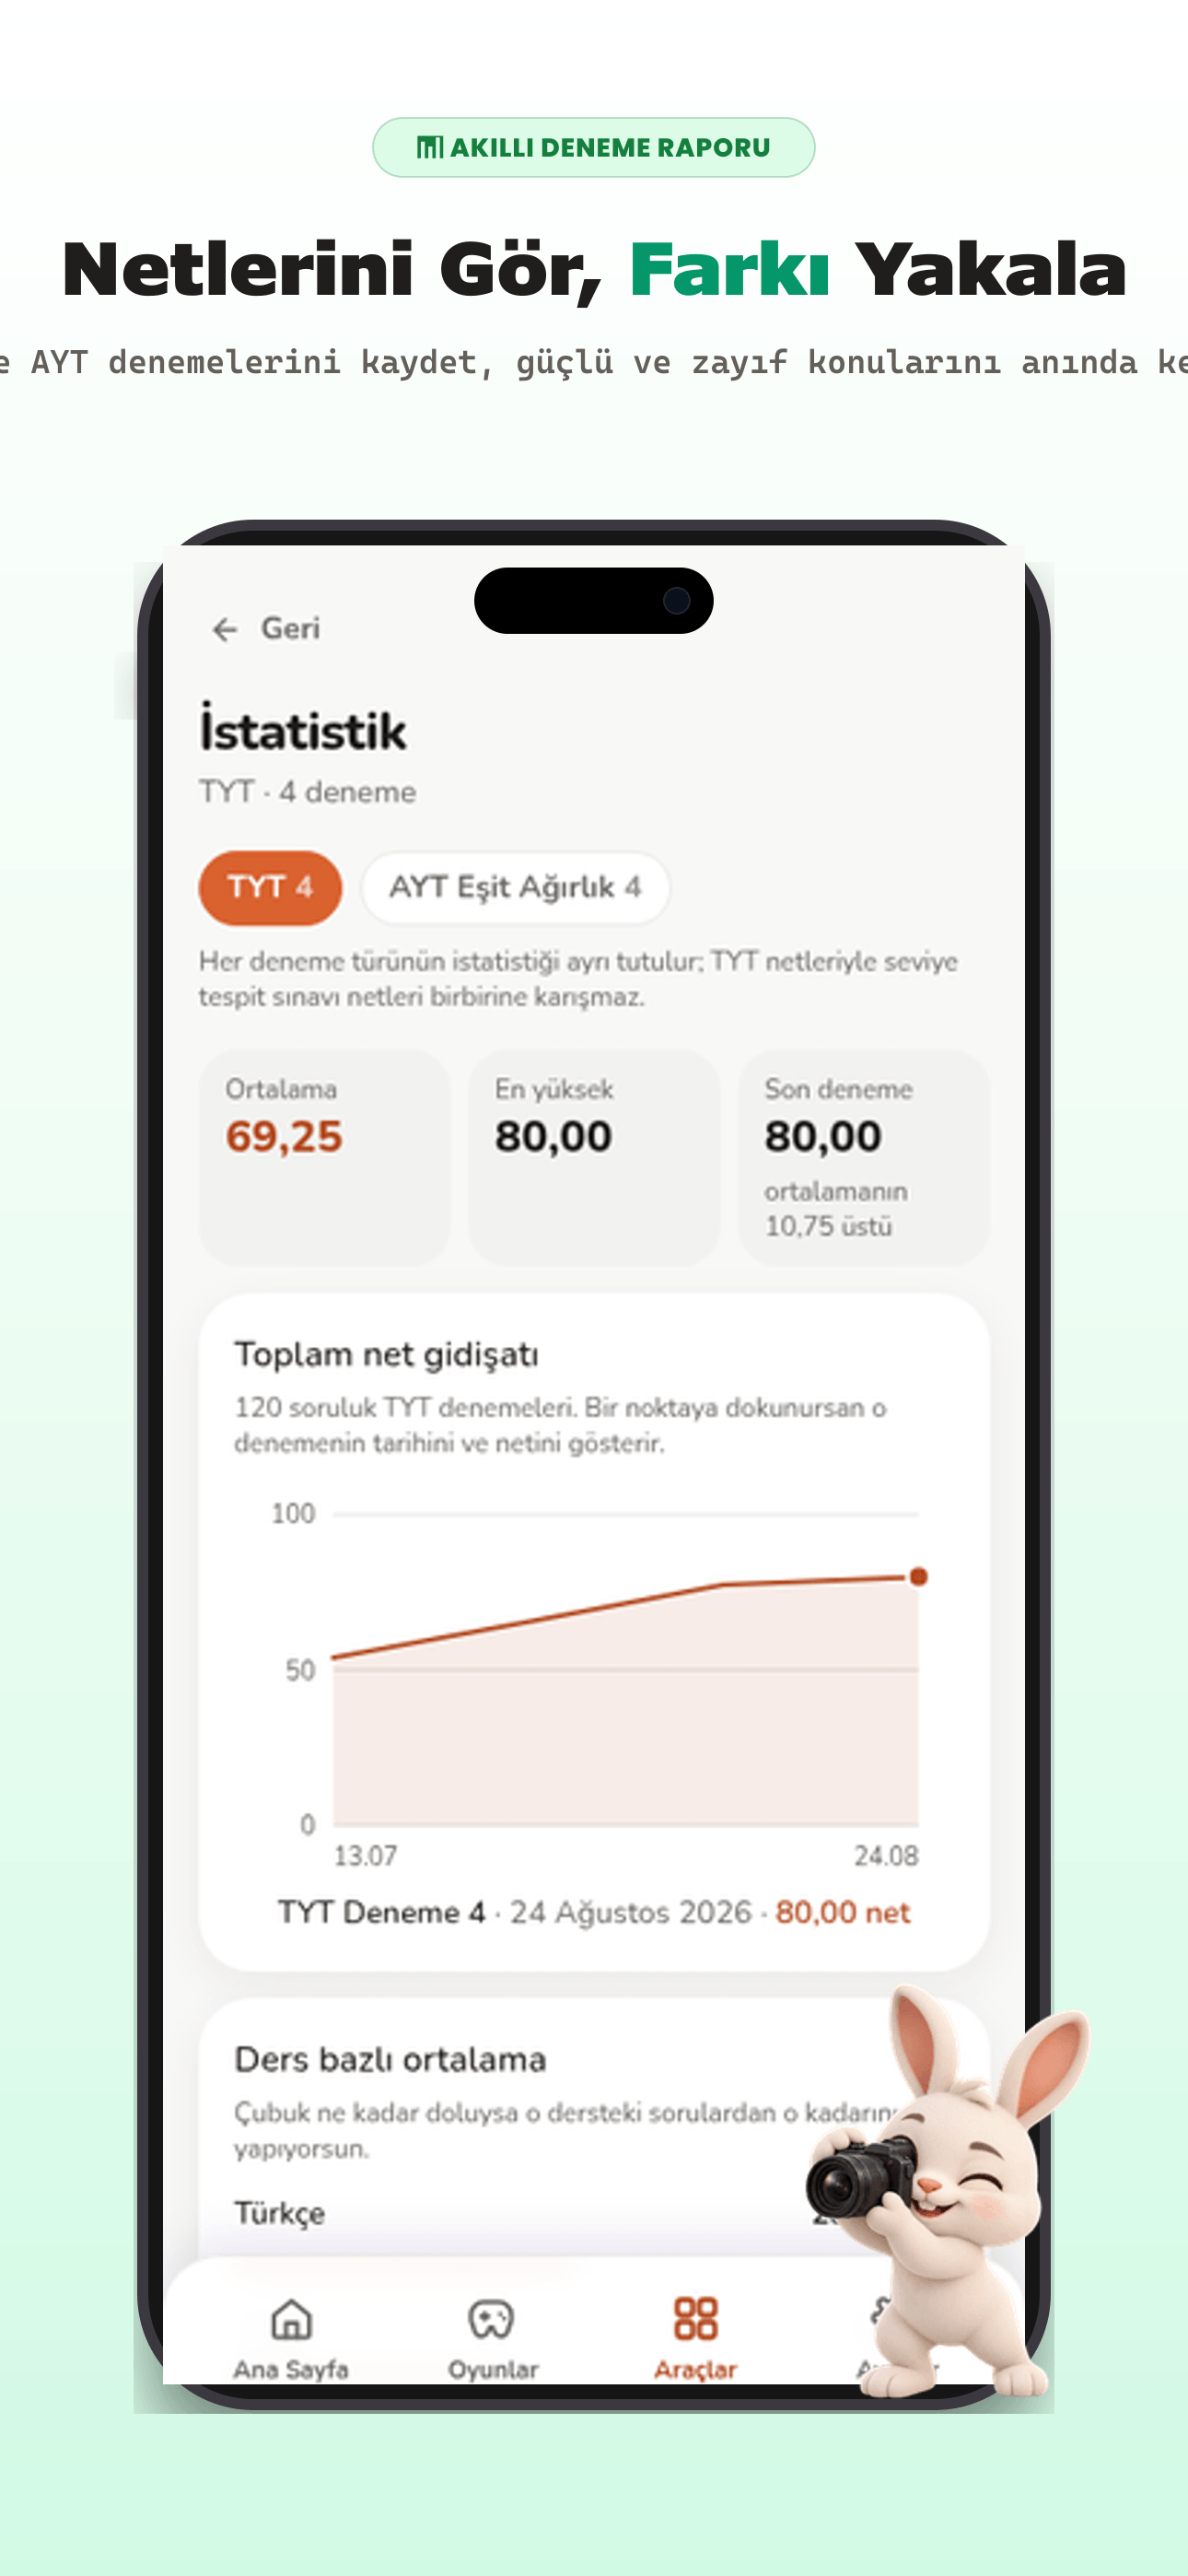 AKILLI DENEME RAPORU
Netlerini Gör, Farkı Yakala
AYT denemelerini kaydet, güçlü ve zayıf konularını anında
Geri
İstatistik
TYT · 4 deneme
TYT 4
AYT Eşit Ağırlık 4
Her deneme türünün istatistiği ayrı tutulur; TYT netleriyle seviye
tespit sınavı netleri birbirine karışmaz.
Ortalama
69,25
En yüksek
80,00
Son deneme
80,00
ortalamanın
10,75 üstü
Toplam net gidişatı
120 soruluk TYT denemeleri. Bir noktaya dokunursan o
denemenin tarihini ve netini gösterir.
100
50
0
13.07
24.08
TYT Deneme 4 · 24 Ağustos 2026 · 80,00 net
Ders bazlı ortalama
Çubuk ne kadar doluysa o dersteki sorulardan o
yapıyorsun.
Türkçe
Ana Sayfa
Oyunlar
Araçlar